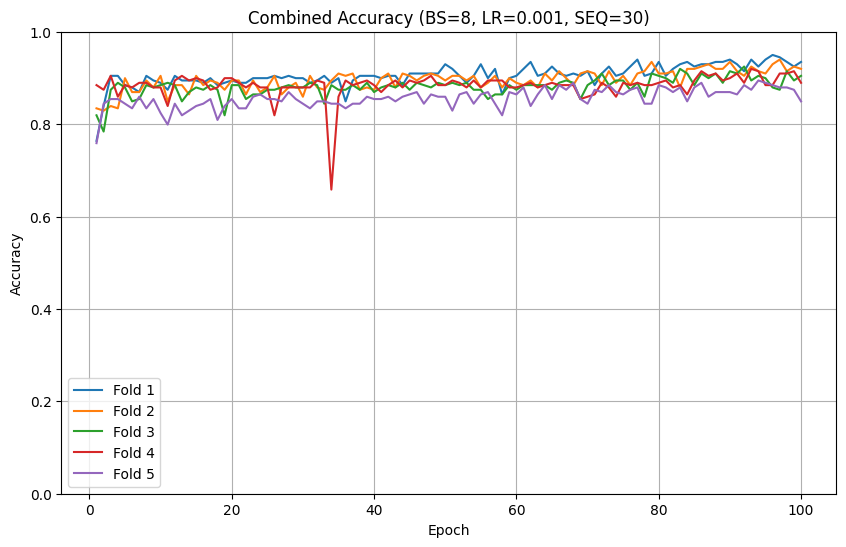 Combined Accuracy (BS=8, LR=0.001, SEQ=30)
1.0
0.8
0.6
0.4
0.2
0.0
Accuracy
Fold 1
Fold 2
Fold 3
Fold 4
Fold 5
0 20 40 60 80 100
Epoch